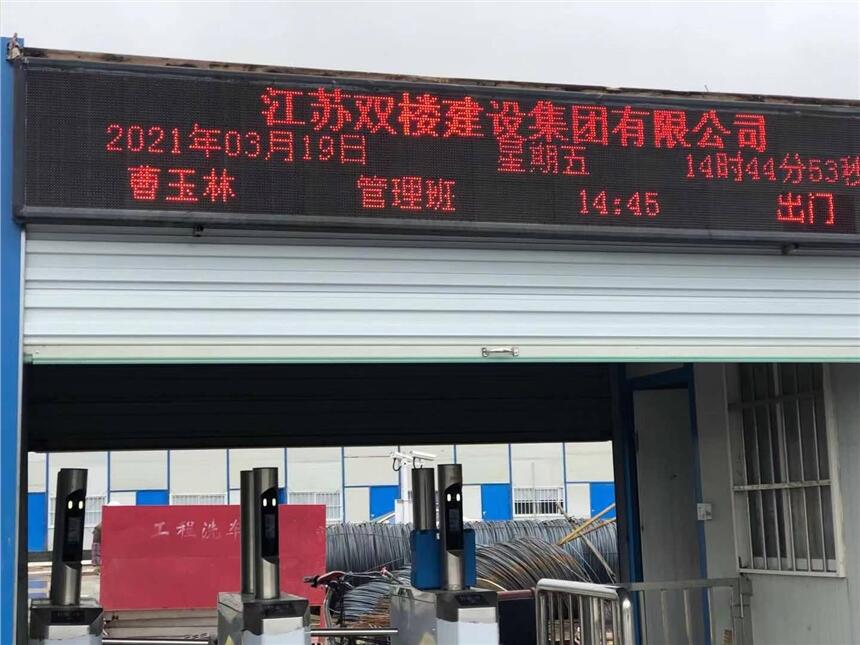 江苏双楼建设集团有限公司
2021年03月19日 星期五 14时44分53秒
曹玉林 管理班 14:45 出门
工程洗车